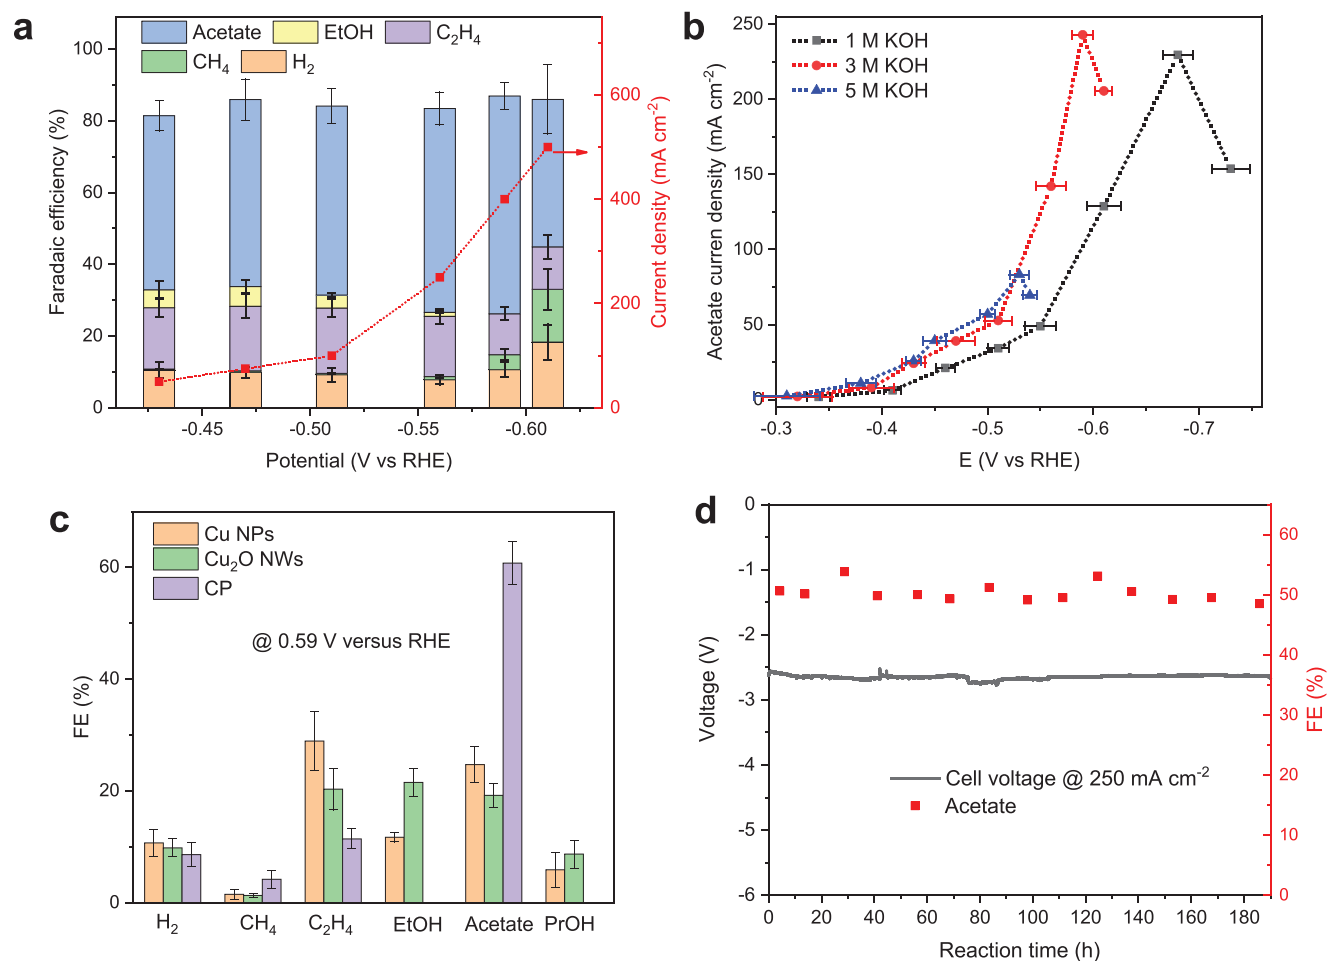 a
Acetate EtOH C2H4
CH4 H2
100
80
60
40
20
0
Faradaic efficiency (%)
600
400
200
0
Current density (mA cm-2)
-0.45 -0.50 -0.55 -0.60
Potential (V vs RHE)
b
1 M KOH
3 M KOH
5 M KOH
250
200
150
100
50
0
Acetate curren density (mA cm-2)
-0.3 -0.4 -0.5 -0.6 -0.7
E (V vs RHE)
c
Cu NPs
Cu2O NWs
CP
@ 0.59 V versus RHE
60
40
20
0
FE (%)
H2 CH4 C2H4 EtOH Acetate PrOH
d
0
-1
-2
-3
-4
-5
-6
Voltage (V)
60
50
40
30
20
10
0
FE (%)
Cell voltage @ 250 mA cm-2
Acetate
0 20 40 60 80 100 120 140 160 180
Reaction time (h)